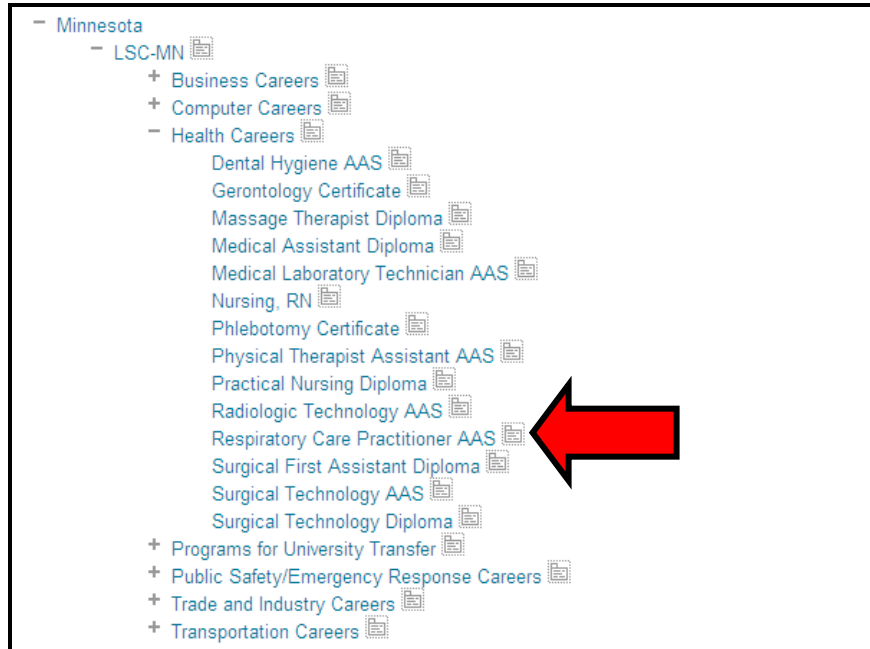 − Minnesota
− LSC-MN
+ Business Careers
+ Computer Careers
− Health Careers
Dental Hygiene AAS
Gerontology Certificate
Massage Therapist Diploma
Medical Assistant Diploma
Medical Laboratory Technician AAS
Nursing, RN
Phlebotomy Certificate
Physical Therapist Assistant AAS
Practical Nursing Diploma
Radiologic Technology AAS
Respiratory Care Practitioner AAS
Surgical First Assistant Diploma
Surgical Technology AAS
Surgical Technology Diploma
+ Programs for University Transfer
+ Public Safety/Emergency Response Careers
+ Trade and Industry Careers
+ Transportation Careers